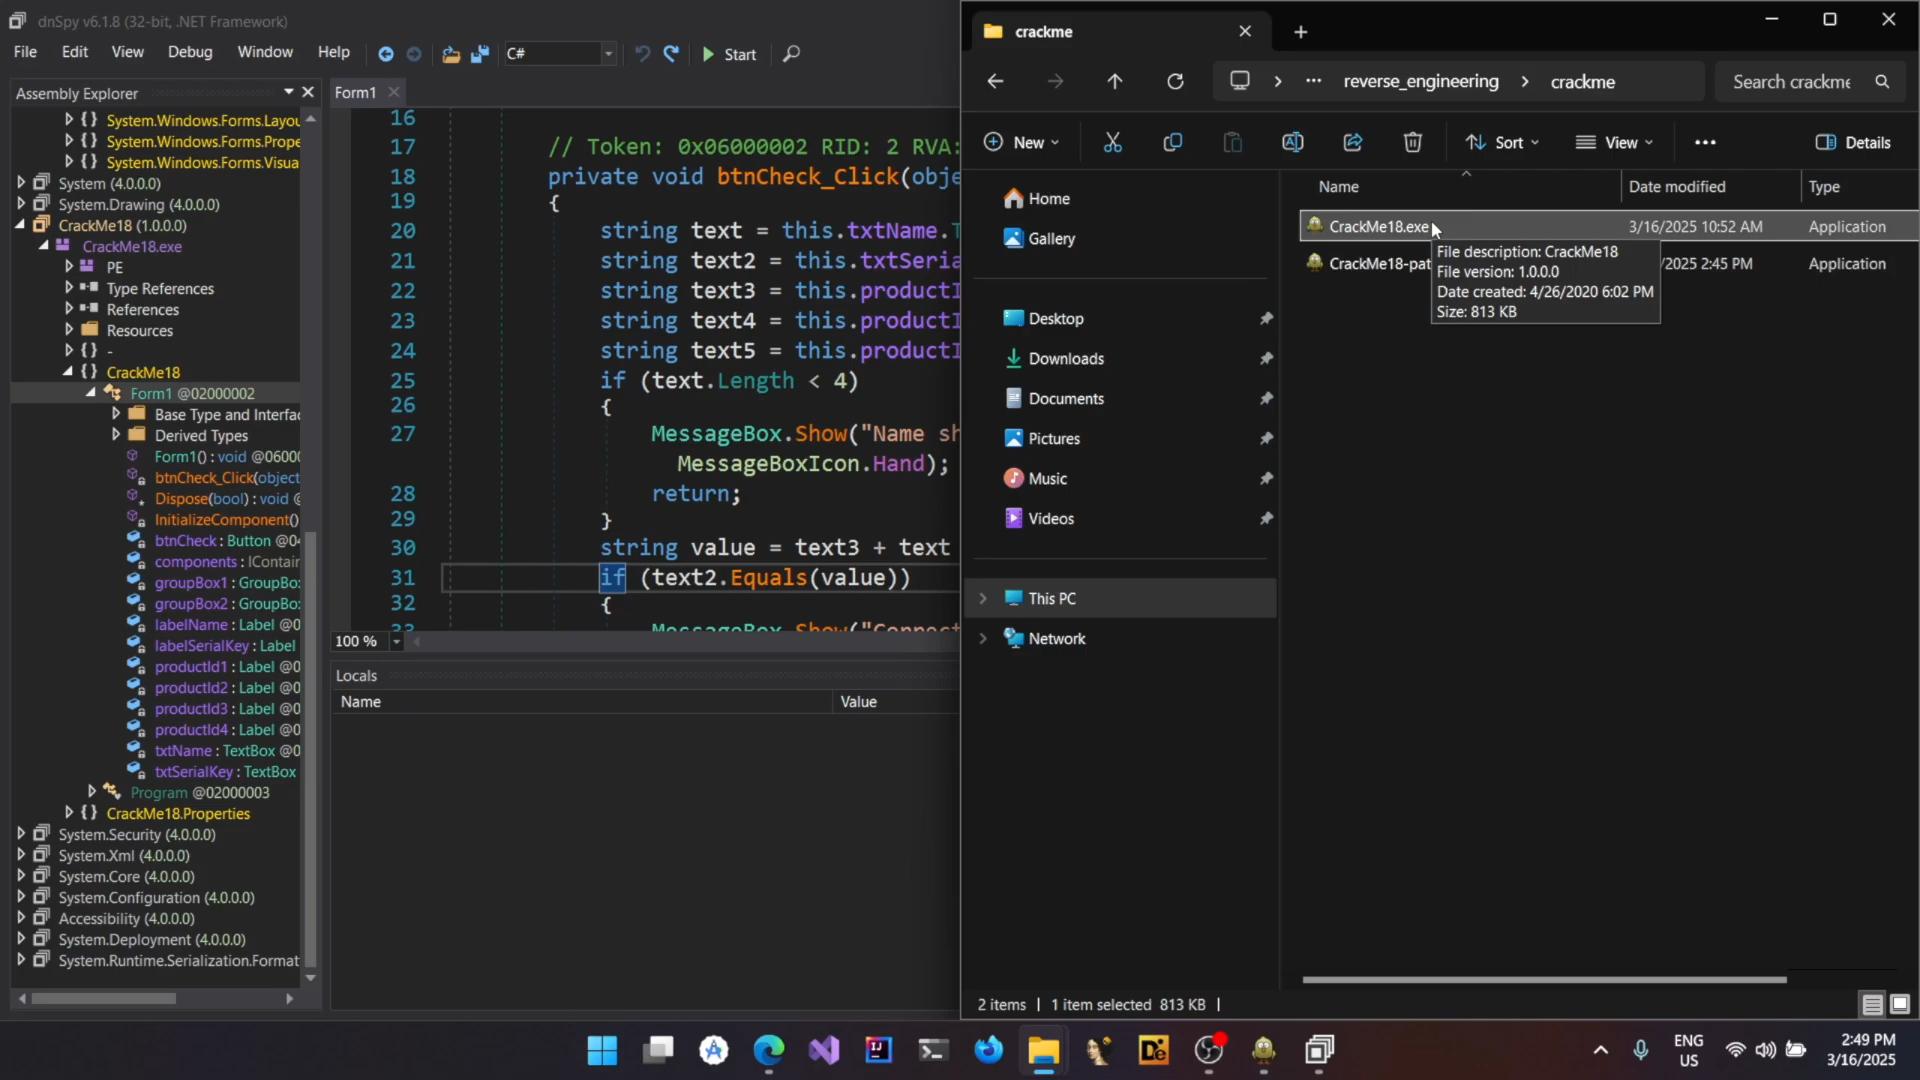 dnSpy v6.1.8 (32-bit, .NET Framework)
File Edit View Debug Window Help C# Start
Assembly Explorer
System.Windows.Forms.Layou
System.Windows.Forms.Prope
System.Windows.Forms.Visua
System (4.0.0.0)
System.Drawing (4.0.0.0)
CrackMe18 (1.0.0.0)
CrackMe18.exe
PE
Type References
References
Resources
{ } -
{ } CrackMe18
Form1 @02000002
Base Type and Interfac
Derived Types
Form1() : void @06000
btnCheck_Click(object
Dispose(bool) : void @
InitializeComponent()
btnCheck : Button @04
components : IContain
groupBox1 : GroupBo
groupBox2 : GroupBo
labelName : Label @0
labelSerialKey : Label
productId1 : Label @0
productId2 : Label @0
productId3 : Label @0
productId4 : Label @0
txtName : TextBox @0
txtSerialKey : TextBox
Program @02000003
{ } CrackMe18.Properties
System.Security (4.0.0.0)
System.Xml (4.0.0.0)
System.Core (4.0.0.0)
System.Configuration (4.0.0.0)
Accessibility (4.0.0.0)
System.Deployment (4.0.0.0)
System.Runtime.Serialization.Format
Form1
16
17 // Token: 0x06000002 RID: 2 RVA:
18 private void btnCheck_Click(obje
19 {
20 string text = this.txtName.T
21 string text2 = this.txtSeria
22 string text3 = this.productI
23 string text4 = this.productI
24 string text5 = this.productI
25 if (text.Length < 4)
26 {
27 MessageBox.Show("Name sh
MessageBoxIcon.Hand);
28 return;
29 }
30 string value = text3 + text
31 if (text2.Equals(value))
32 {
33 MessageBox.Show("Connect
100 %
Locals
Name Value
crackme
reverse_engineering > crackme
Search crackme
New Sort View Details
Home
Gallery
Desktop
Downloads
Documents
Pictures
Music
Videos
This PC
Network
Name Date modified Type
CrackMe18.exe 3/16/2025 10:52 AM Application
CrackMe18-pat /2025 2:45 PM Application
File description: CrackMe18
File version: 1.0.0.0
Date created: 4/26/2020 6:02 PM
Size: 813 KB
2 items | 1 item selected 813 KB |
ENG
US
2:49 PM
3/16/2025